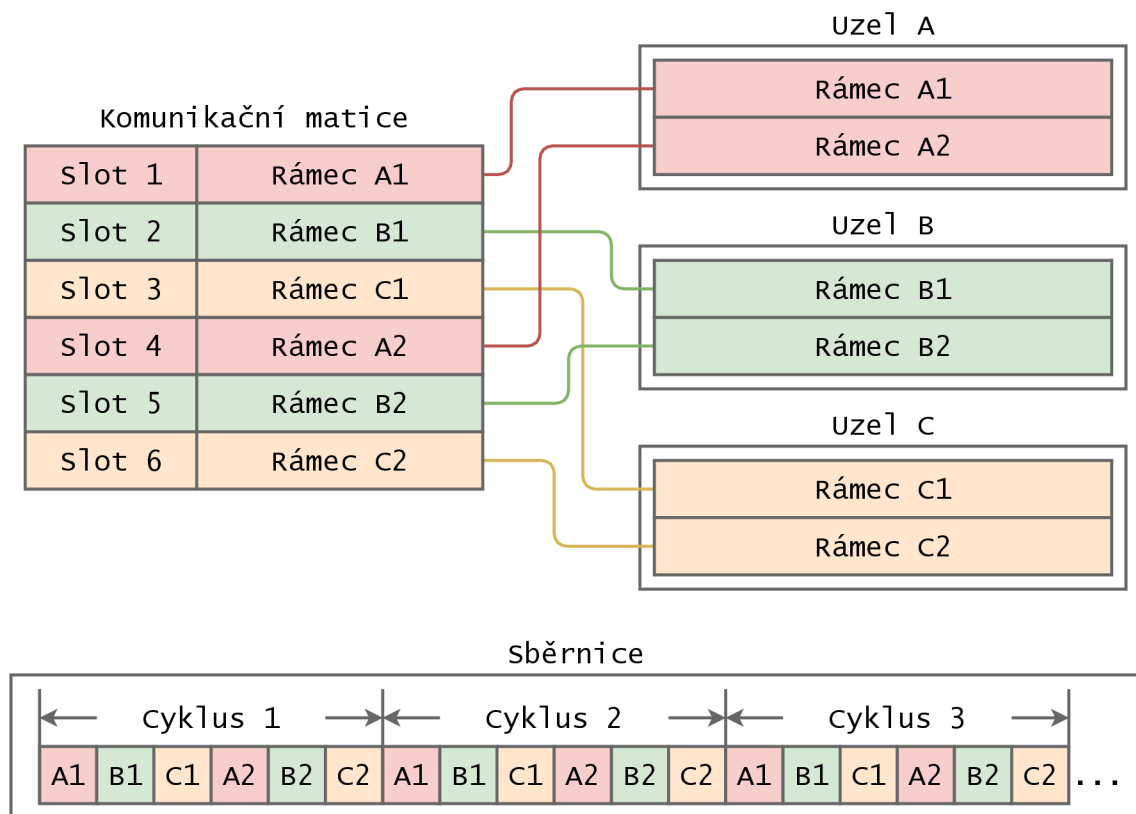 Komunikační matice
Slot 1 Rámec A1
Slot 2 Rámec B1
Slot 3 Rámec C1
Slot 4 Rámec A2
Slot 5 Rámec B2
Slot 6 Rámec C2
Uzel A
Rámec A1
Rámec A2
Uzel B
Rámec B1
Rámec B2
Uzel C
Rámec C1
Rámec C2
Sběrnice
Cyklus 1 Cyklus 2 Cyklus 3
A1 B1 C1 A2 B2 C2 A1 B1 C1 A2 B2 C2 A1 B1 C1 A2 B2 C2 ...